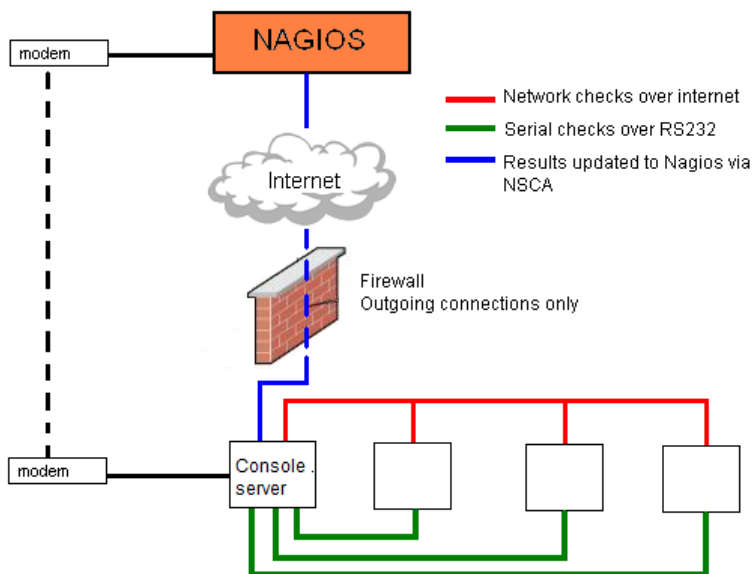 NAGIOS
modem
Network checks over internet
Serial checks over RS232
Results updated to Nagios via
NSCA
Internet
Firewall
Outgoing connections only
modem
Console .
server